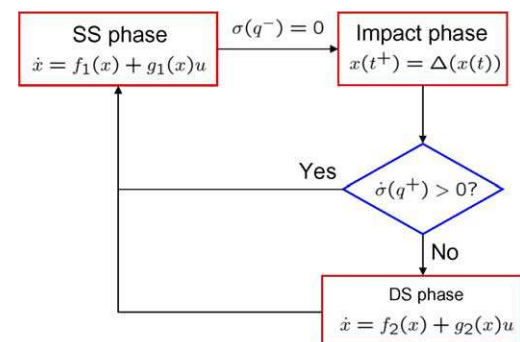 SS phase
ẋ = f₁(x) + g₁(x)u
σ(q⁻) = 0
Impact phase
x(t⁺) = Δ(x(t))
Yes
σ̇(q⁺) > 0?
No
DS phase
ẋ = f₂(x) + g₂(x)u